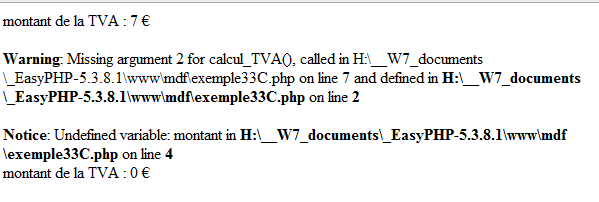 montant de la TVA : 7 €
Warning: Missing argument 2 for calcul_TVA(), called in H:\__W7_documents
\_EasyPHP-5.3.8.1\www\mdf\exemple33C.php on line 7 and defined in H:\__W7_documents
\_EasyPHP-5.3.8.1\www\mdf\exemple33C.php on line 2
Notice: Undefined variable: montant in H:\__W7_documents\_EasyPHP-5.3.8.1\www\mdf
\exemple33C.php on line 4
montant de la TVA : 0 €